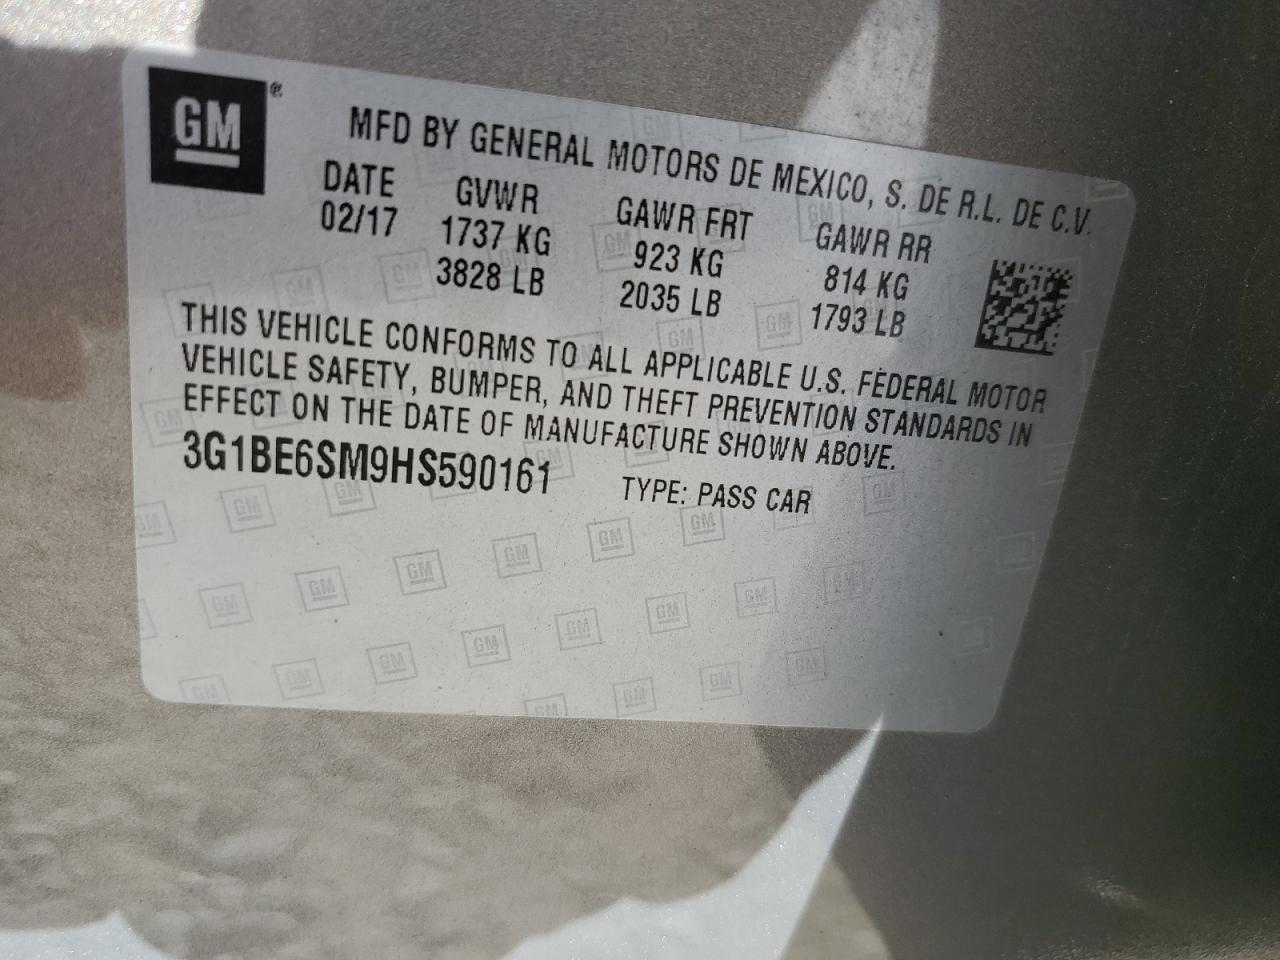 GM®
MFD BY GENERAL MOTORS DE MEXICO, S. DE R.L. DE C.V.
DATE GVWR GAWR FRT GAWR RR
02/17 1737 KG 923 KG 814 KG
3828 LB 2035 LB 1793 LB
THIS VEHICLE CONFORMS TO ALL APPLICABLE U.S. FEDERAL MOTOR
VEHICLE SAFETY, BUMPER, AND THEFT PREVENTION STANDARDS IN
EFFECT ON THE DATE OF MANUFACTURE SHOWN ABOVE.
3G1BE6SM9HS590161 TYPE: PASS CAR